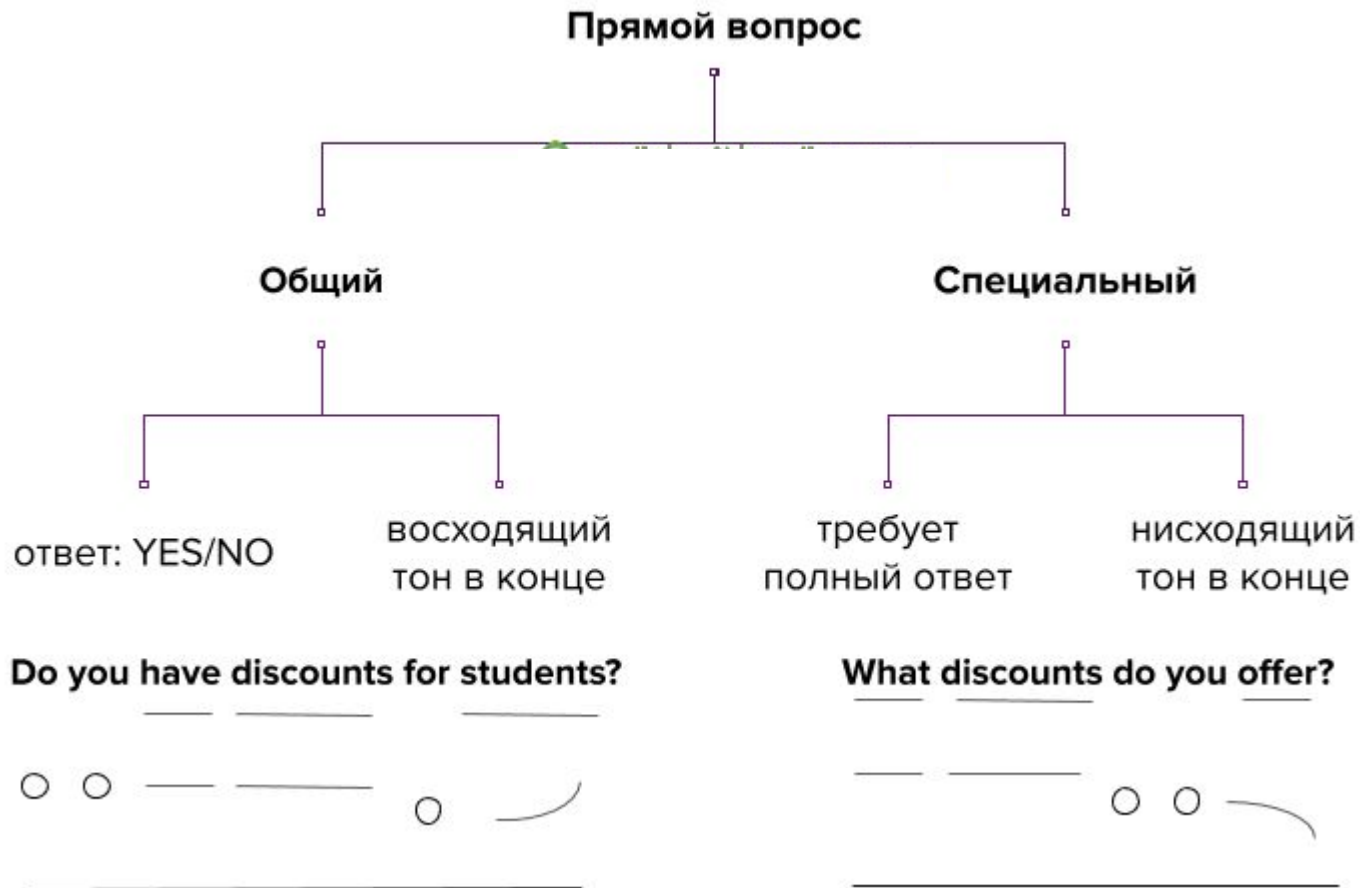 Прямой вопрос
Общий
Специальный
ответ: YES/NO
восходящий
тон в конце
требует
полный ответ
нисходящий
тон в конце
Do you have discounts for students?
What discounts do you offer?